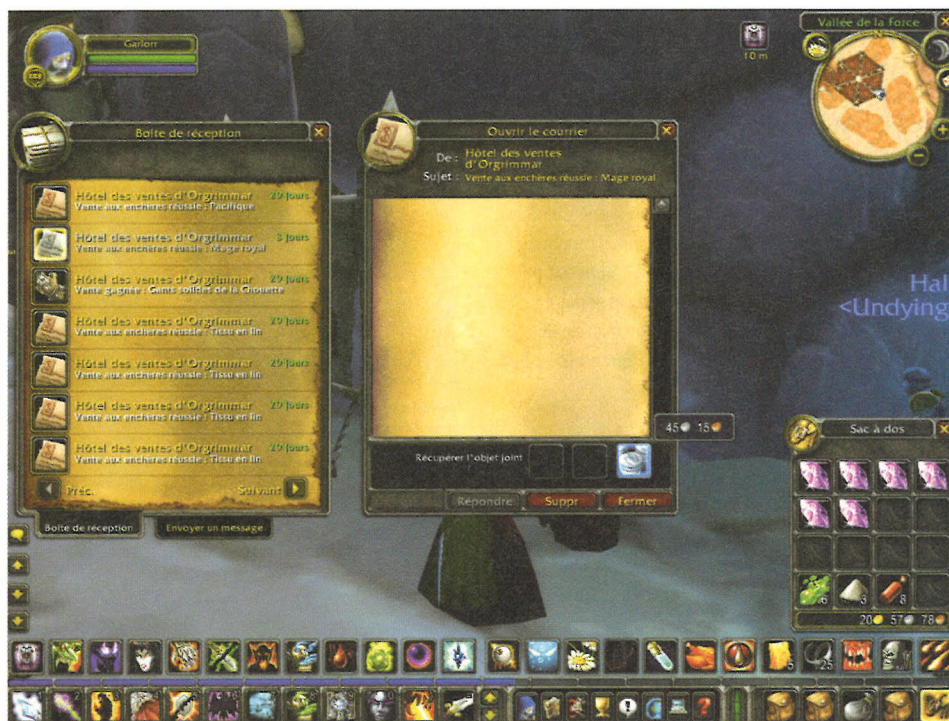 Garlorr
10 m
Vallée de la Force
Boîte de réception
Hôtel des ventes d'Orgrimmar 29 Jours
Vente aux enchères réussie : Pacifique
Hôtel des ventes d'Orgrimmar 3 Jours
Vente aux enchères réussie : Mage royal
Hôtel des ventes d'Orgrimmar 29 Jours
Vente gagnée : Gants solides de la Chouette
Hôtel des ventes d'Orgrimmar 29 Jours
Vente aux enchères réussie : Tissu en lin
Hôtel des ventes d'Orgrimmar 29 Jours
Vente aux enchères réussie : Tissu en lin
Hôtel des ventes d'Orgrimmar 29 Jours
Vente aux enchères réussie : Tissu en lin
Hôtel des ventes d'Orgrimmar 29 Jours
Vente aux enchères réussie : Tissu en lin
Préc. Suivant
Boîte de réception Envoyer un message
Ouvrir le courrier
De : Hôtel des ventes
d'Orgrimmar
Sujet : Vente aux enchères réussie : Mage royal
45 15
Récupérer l'objet joint
Répondre Suppr Fermer
Hal
<Undying
Sac à dos
6 3 8
20 57 78
5 25